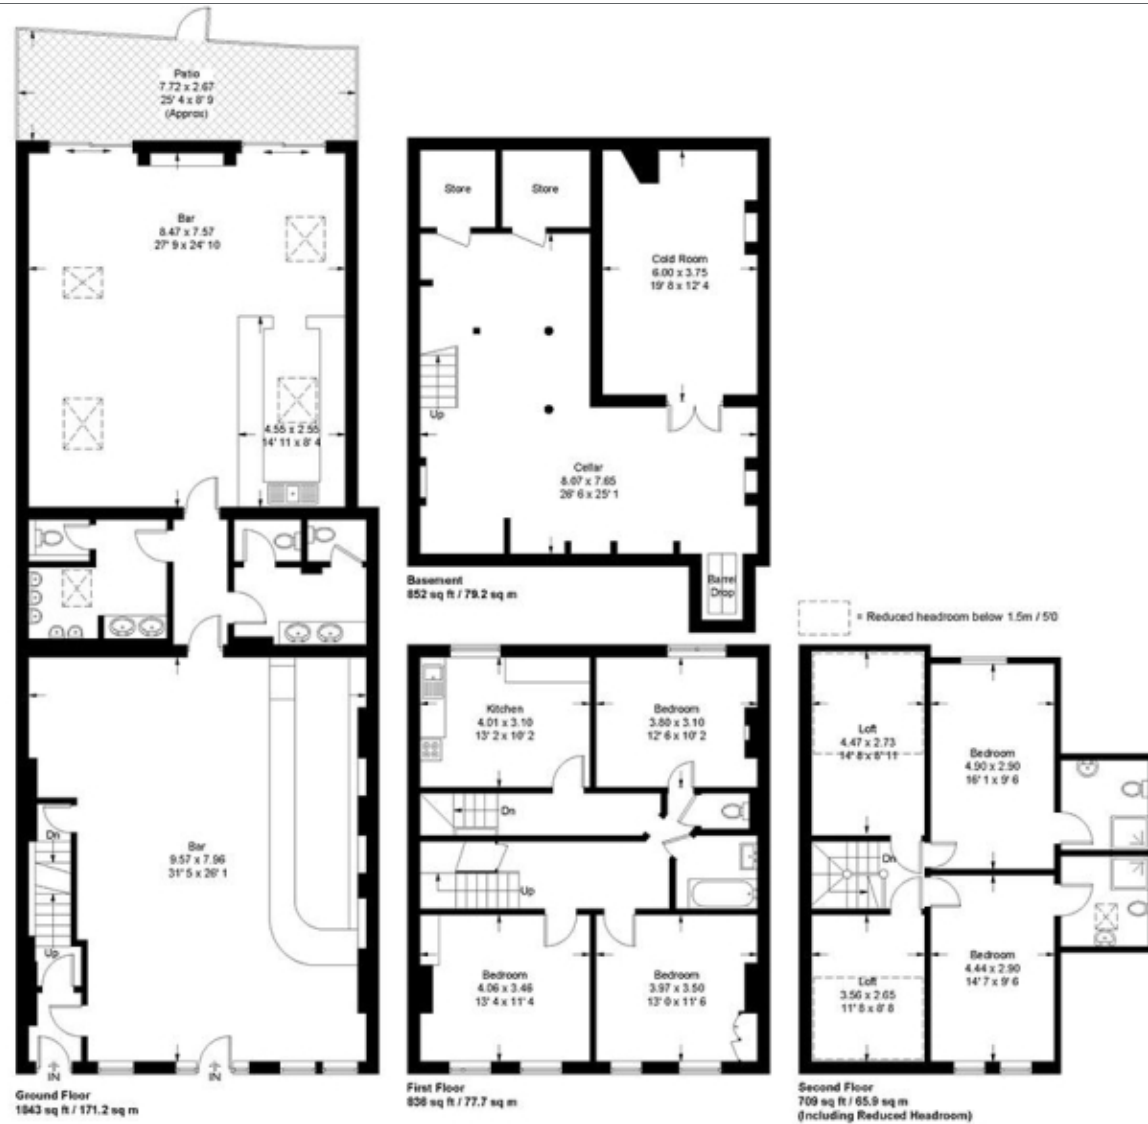 Patio
7.72 x 2.67
25' 4 x 8' 9
(Approx)
Bar
8.47 x 7.57
27' 9 x 24' 10
4.55 x 2.55
14' 11 x 8' 4
Bar
9.57 x 7.96
31' 5 x 26' 1
Dn
Up
IN
IN
Ground Floor
1843 sq ft / 171.2 sq m
Store
Store
Cold Room
6.00 x 3.75
19' 8 x 12' 4
Up
Cellar
8.07 x 7.65
26' 6 x 25' 1
Barrel
Drop
Basement
852 sq ft / 79.2 sq m
Kitchen
4.01 x 3.10
13' 2 x 10' 2
Bedroom
3.80 x 3.10
12' 6 x 10' 2
Dn
Up
Bedroom
4.06 x 3.46
13' 4 x 11' 4
Bedroom
3.97 x 3.50
13' 0 x 11' 6
First Floor
836 sq ft / 77.7 sq m
= Reduced headroom below 1.5m / 5'0
Loft
4.47 x 2.73
14' 8 x 8' 11
Bedroom
4.90 x 2.90
16' 1 x 9' 6
Dn
Loft
3.56 x 2.65
11' 8 x 8' 8
Bedroom
4.44 x 2.90
14' 7 x 9' 6
Second Floor
709 sq ft / 65.9 sq m
(Including Reduced Headroom)